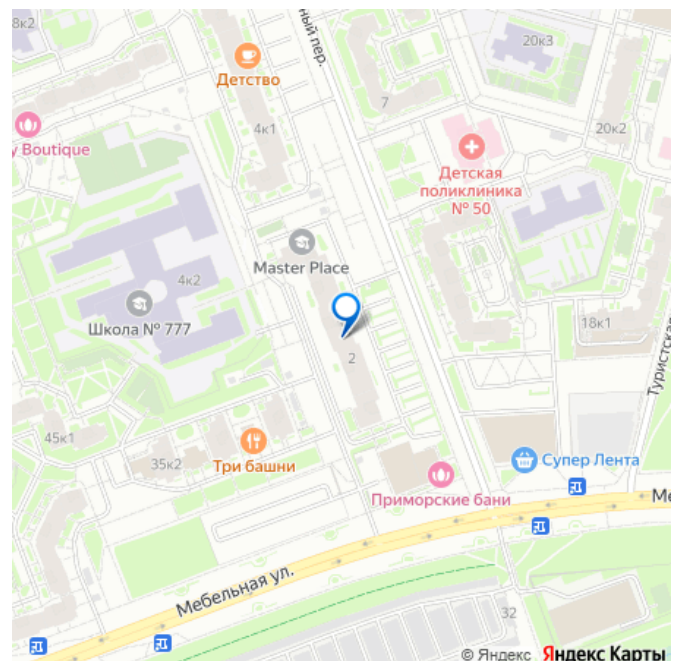 8к2
ный пер.
20к3
Детство
7
4к1
20к2
y Boutique
Детская
поликлиника
№ 50
Master Place
4к2
Школа № 777
18к1
2
Туристская
45к1
35к2
Три башни
Супер Лента
Приморские бани
Ме
Мебельная ул.
32
© Яндекс Яндекс Карты